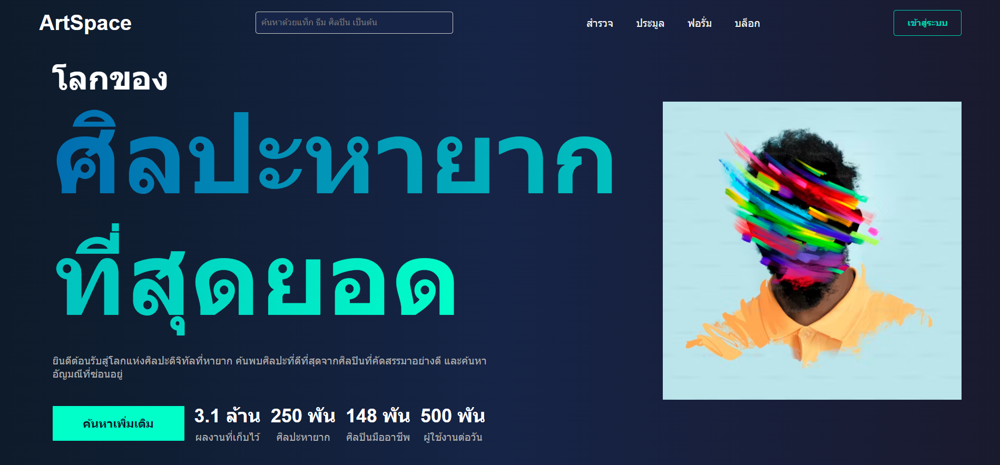 ArtSpace
ค้นหาด้วยแท็ก ธีม ศิลปิน เป็นต้น
สำรวจ
ประมูล
ฟอรั่ม
บล็อก
เข้าสู่ระบบ
โลกของ
ศิลปะหายาก
ที่สุดยอด
ยินดีต้อนรับสู่โลกแห่งศิลปะดิจิทัลที่หายาก ค้นพบศิลปะที่ดีที่สุดจากศิลปินที่คัดสรรมาอย่างดี และค้นหา
อัญมณีที่ซ่อนอยู่
ค้นหาเพิ่มเติม
3.1 ล้าน
ผลงานที่เก็บไว้
250 พัน
ศิลปะหายาก
148 พัน
ศิลปินมืออาชีพ
500 พัน
ผู้ใช้งานต่อวัน